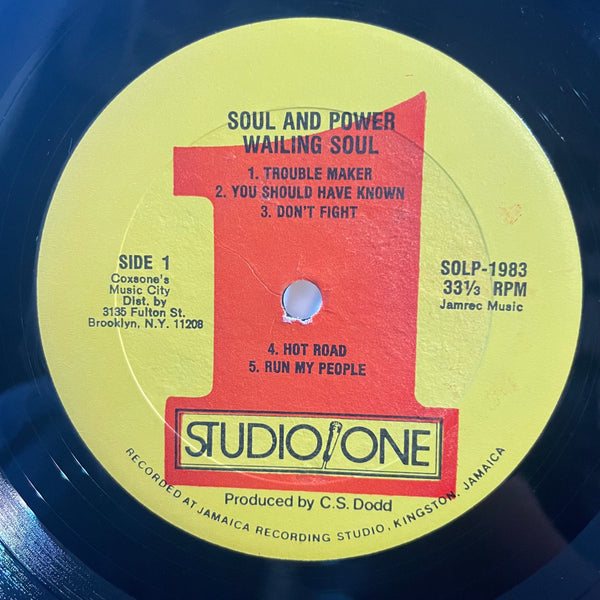 SOUL AND POWER
WAILING SOUL
1. TROUBLE MAKER
2. YOU SHOULD HAVE KNOWN
3. DON'T FIGHT
SIDE 1
Coxsone's
Music City
Dist. by
3135 Fulton St.
Brooklyn, N.Y. 11208
SOLP-1983
33⅓ RPM
Jamrec Music
4. HOT ROAD
5. RUN MY PEOPLE
STUDIO ONE
Produced by C.S. Dodd
RECORDED AT JAMAICA RECORDING STUDIO, KINGSTON, JAMAICA